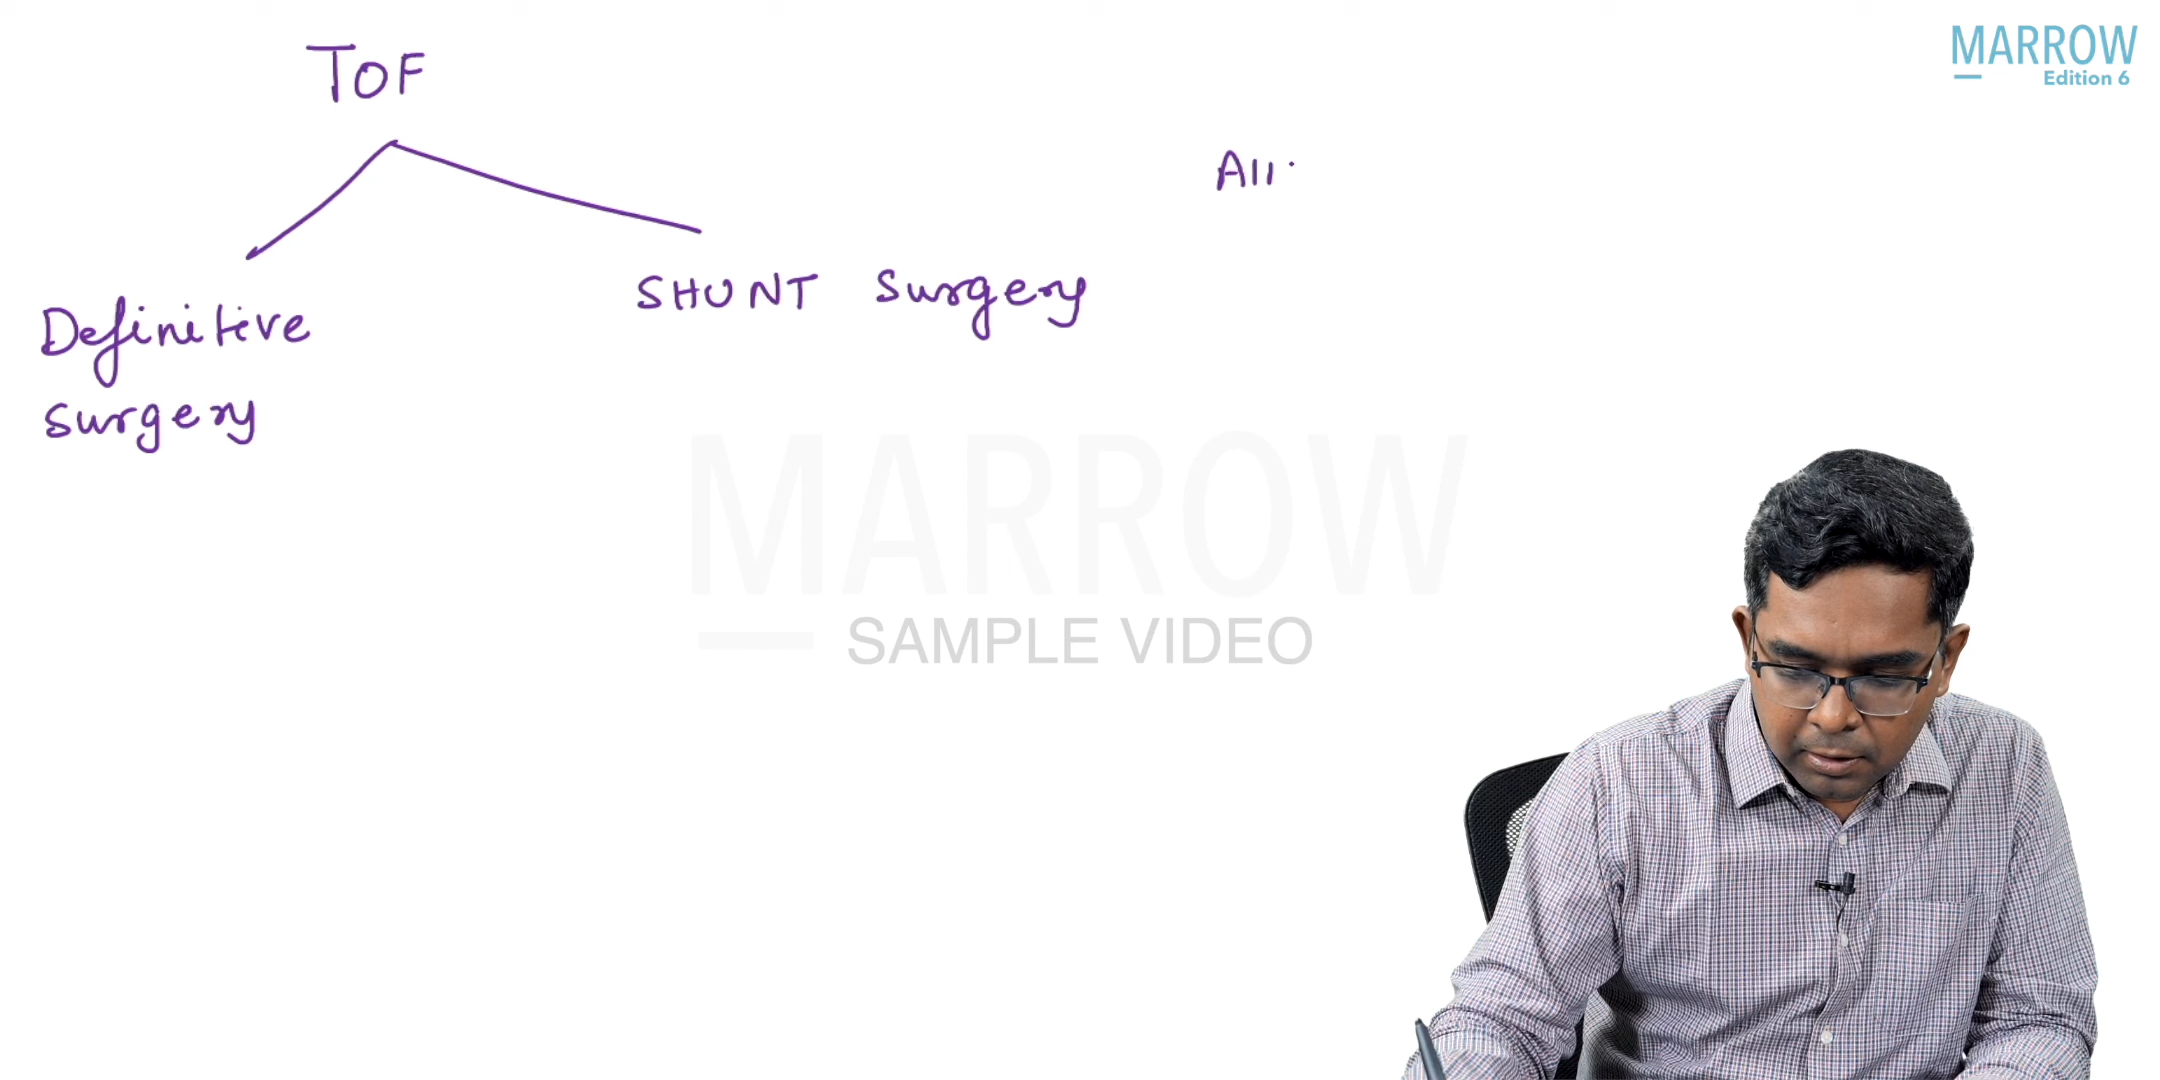 TOF
MARROW
Edition 6
All
SHUNT Surgery
Definitive
Surgery
MARROW
SAMPLE VIDEO